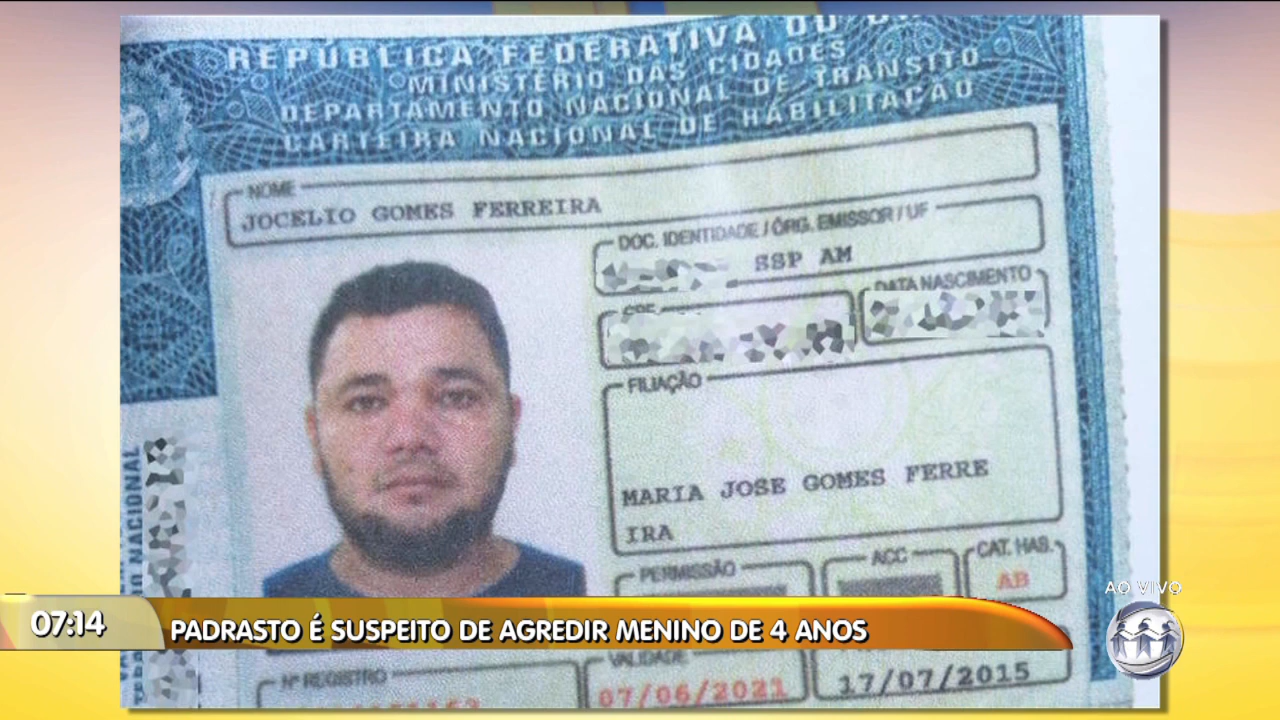 REPÚBLICA FEDERATIVA DO
MINISTÉRIO DAS CIDADES
DEPARTAMENTO NACIONAL DE TRÂNSITO
CARTEIRA NACIONAL DE HABILITAÇÃO
NOME
JOCELIO GOMES FERREIRA
DOC. IDENTIDADE / ÓRG. EMISSOR / UF
SSP AM
CPF
DATA NASCIMENTO
FILIAÇÃO
MARIA JOSE GOMES FERRE
IRA
PERMISSÃO
ACC
CAT. HAB.
AB
NACIONAL
AO VIVO
07:14
PADRASTO É SUSPEITO DE AGREDIR MENINO DE 4 ANOS
Nº REGISTRO
VALIDADE
07/06/2021
17/07/2015